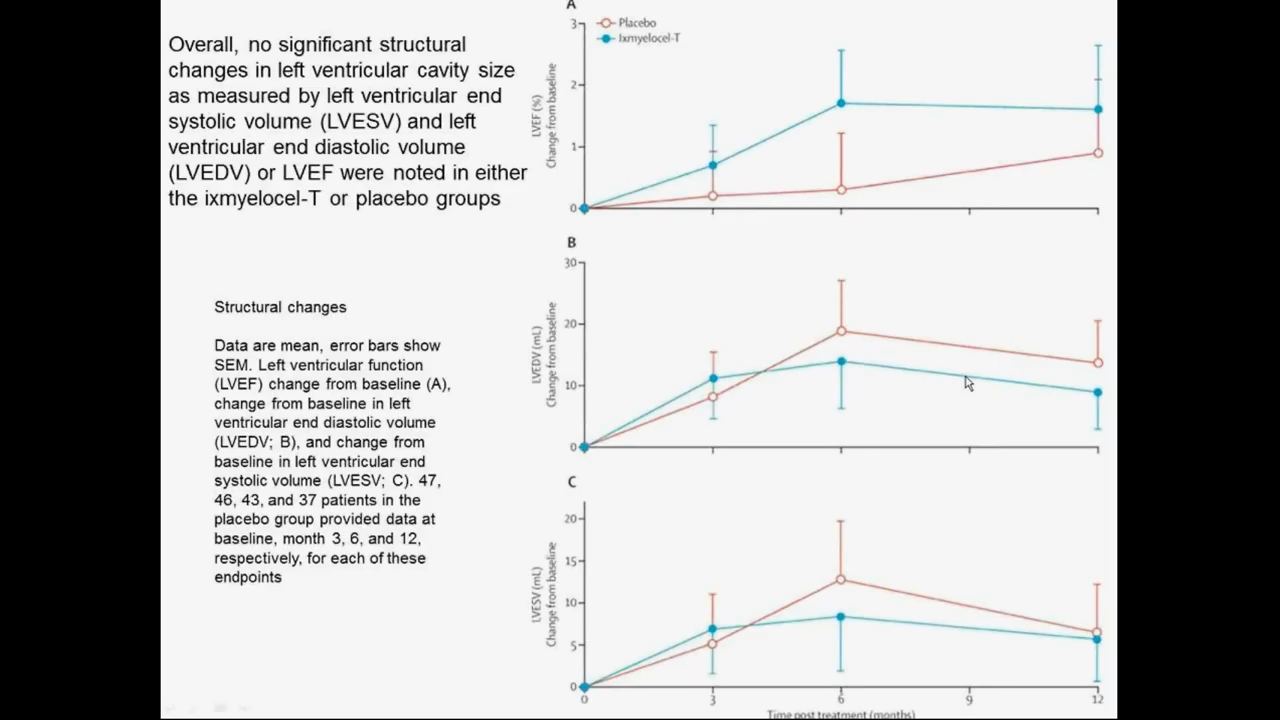 Overall, no significant structural
changes in left ventricular cavity size
as measured by left ventricular end
systolic volume (LVESV) and left
ventricular end diastolic volume
(LVEDV) or LVEF were noted in either
the ixmyelocel-T or placebo groups
Structural changes
Data are mean, error bars show
SEM. Left ventricular function
(LVEF) change from baseline (A),
change from baseline in left
ventricular end diastolic volume
(LVEDV; B), and change from
baseline in left ventricular end
systolic volume (LVESV; C). 47,
46, 43, and 37 patients in the
placebo group provided data at
baseline, month 3, 6, and 12,
respectively, for each of these
endpoints
A
Placebo
Ixmyelocel-T
LVEF (%)
Change from baseline
3
2
1
0
B
LVEDV (mL)
Change from baseline
30
20
10
0
C
LVESV (mL)
Change from baseline
20
15
10
5
0
0 3 6 9 12
Time post treatment (months)